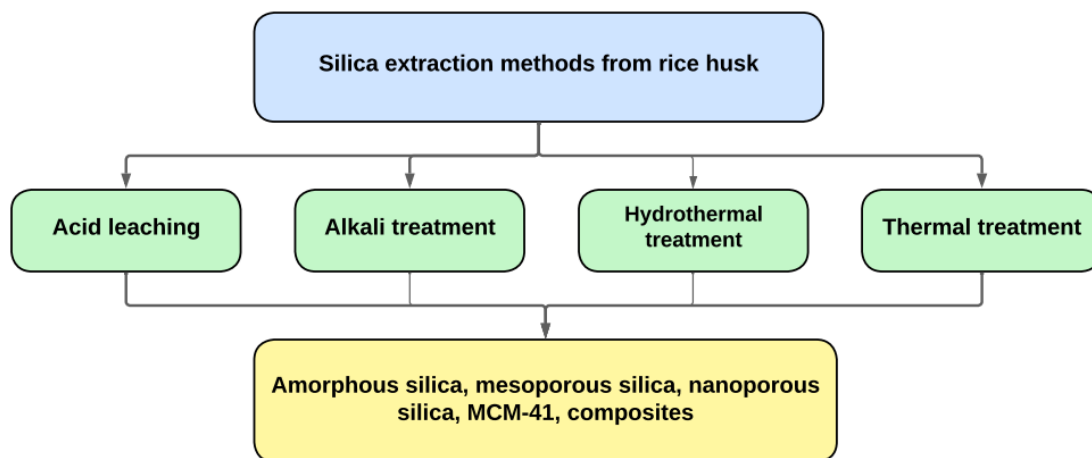 Silica extraction methods from rice husk
Acid leaching
Alkali treatment
Hydrothermal
treatment
Thermal treatment
Amorphous silica, mesoporous silica, nanoporous
silica, MCM-41, composites